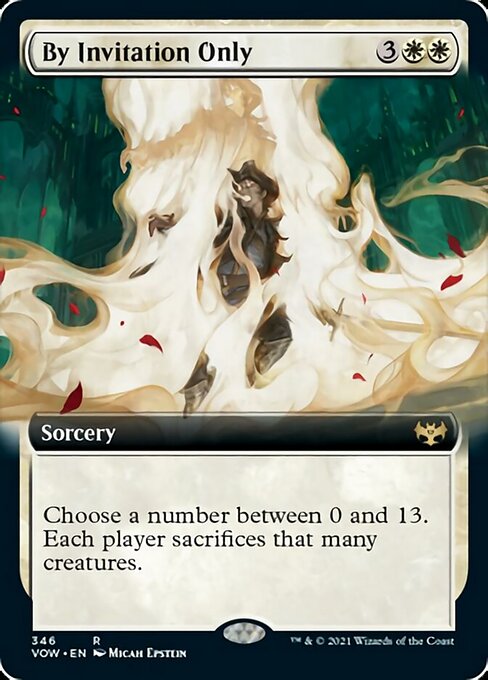 By Invitation Only 3
Sorcery
Choose a number between 0 and 13.
Each player sacrifices that many
creatures.
346 R
VOW • EN Micah Epstein
™ & © 2021 Wizards of the Coast